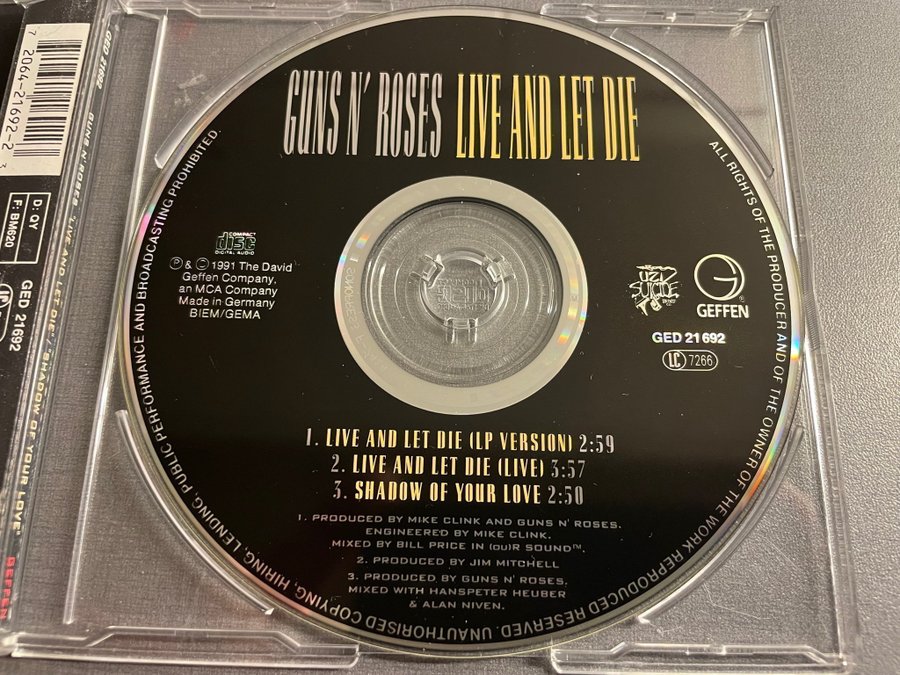 GUNS N' ROSES LIVE AND LET DIE
COMPACT
disc
DIGITAL AUDIO
℗ & © 1991 The David
Geffen Company,
an MCA Company
Made in Germany
BIEM/GEMA
UZI
SUICIDE
GEFFEN
GED 21 692
LC 7266
1. LIVE AND LET DIE (LP VERSION) 2:59
2. LIVE AND LET DIE (LIVE) 3:57
3. SHADOW OF YOUR LOVE 2:50
1. PRODUCED BY MIKE CLINK AND GUNS N' ROSES.
ENGINEERED BY MIKE CLINK.
MIXED BY BILL PRICE IN (OU)R SOUND™.
2. PRODUCED BY JIM MITCHELL
3. PRODUCED BY GUNS N' ROSES.
MIXED WITH HANSPETER HEUBER
& ALAN NIVEN.
ALL RIGHTS OF THE PRODUCER AND OF THE OWNER OF THE WORK REPRODUCED RESERVED. UNAUTHORISED COPYING, HIRING, LENDING, PUBLIC PERFORMANCE AND BROADCASTING PROHIBITED.
7 2064-21692-2 3
D: QY
F: BM620
GED 21692
GED 21692 GUNS N' ROSES "LIVE AND LET DIE"/"SHADOW OF YOUR LOVE" GEFFEN